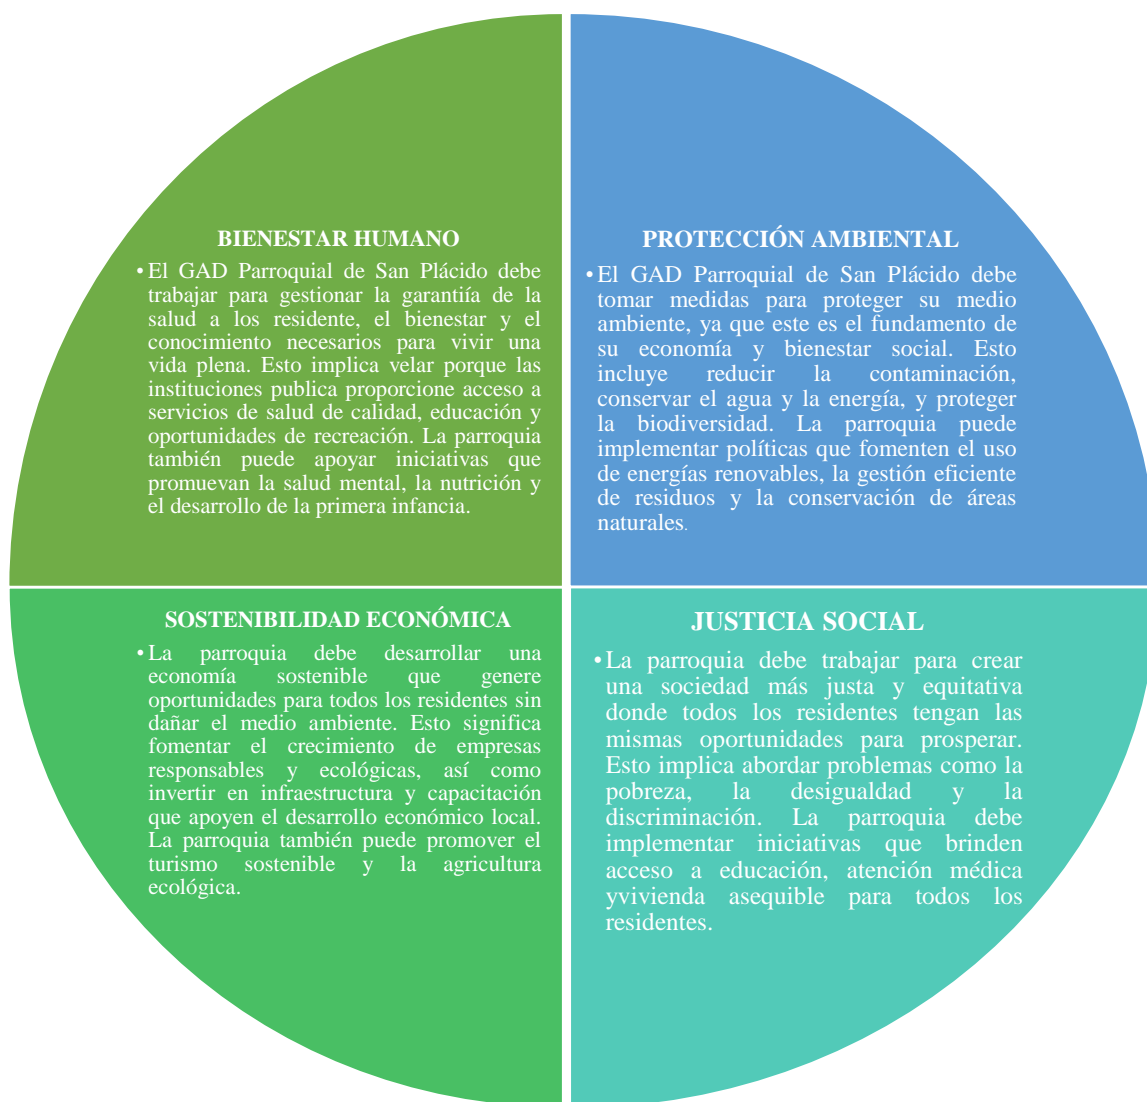 BIENESTAR HUMANO
• El GAD Parroquial de San Plácido debe
trabajar para gestionar la garantiía de la
salud a los residente, el bienestar y el
conocimiento necesarios para vivir una
vida plena. Esto implica velar porque las
instituciones publica proporcione acceso a
servicios de salud de calidad, educación y
oportunidades de recreación. La parroquia
también puede apoyar iniciativas que
promuevan la salud mental, la nutrición y
el desarrollo de la primera infancia.
PROTECCIÓN AMBIENTAL
• El GAD Parroquial de San Plácido debe
tomar medidas para proteger su medio
ambiente, ya que este es el fundamento de
su economía y bienestar social. Esto
incluye reducir la contaminación,
conservar el agua y la energía, y proteger
la biodiversidad. La parroquia puede
implementar políticas que fomenten el uso
de energías renovables, la gestión eficiente
de residuos y la conservación de áreas
naturales.
SOSTENIBILIDAD ECONÓMICA
• La parroquia debe desarrollar una
economía sostenible que genere
oportunidades para todos los residentes sin
dañar el medio ambiente. Esto significa
fomentar el crecimiento de empresas
responsables y ecológicas, así como
invertir en infraestructura y capacitación
que apoyen el desarrollo económico local.
La parroquia también puede promover el
turismo sostenible y la agricultura
ecológica.
JUSTICIA SOCIAL
• La parroquia debe trabajar para crear
una sociedad más justa y equitativa
donde todos los residentes tengan las
mismas oportunidades para prosperar.
Esto implica abordar problemas como la
pobreza, la desigualdad y la
discriminación. La parroquia debe
implementar iniciativas que brinden
acceso a educación, atención médica
yvivienda asequible para todos los
residentes.